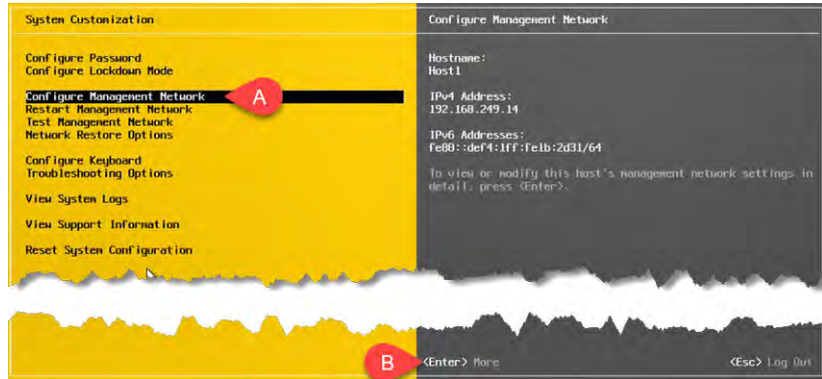 System Customization
Configure Password
Configure Lockdown Mode
Configure Management Network
A
Restart Management Network
Test Management Network
Network Restore Options
Configure Keyboard
Troubleshooting Options
View System Logs
View Support Information
Reset System Configuration
Configure Management Network
Hostname:
Host1
IPv4 Address:
192.168.249.14
IPv6 Addresses:
fe80::def4:1ff:fe1b:2d31/64
To view or modify this host's management network settings in
detail, press <Enter>.
B
<Enter> More
<Esc> Log Out